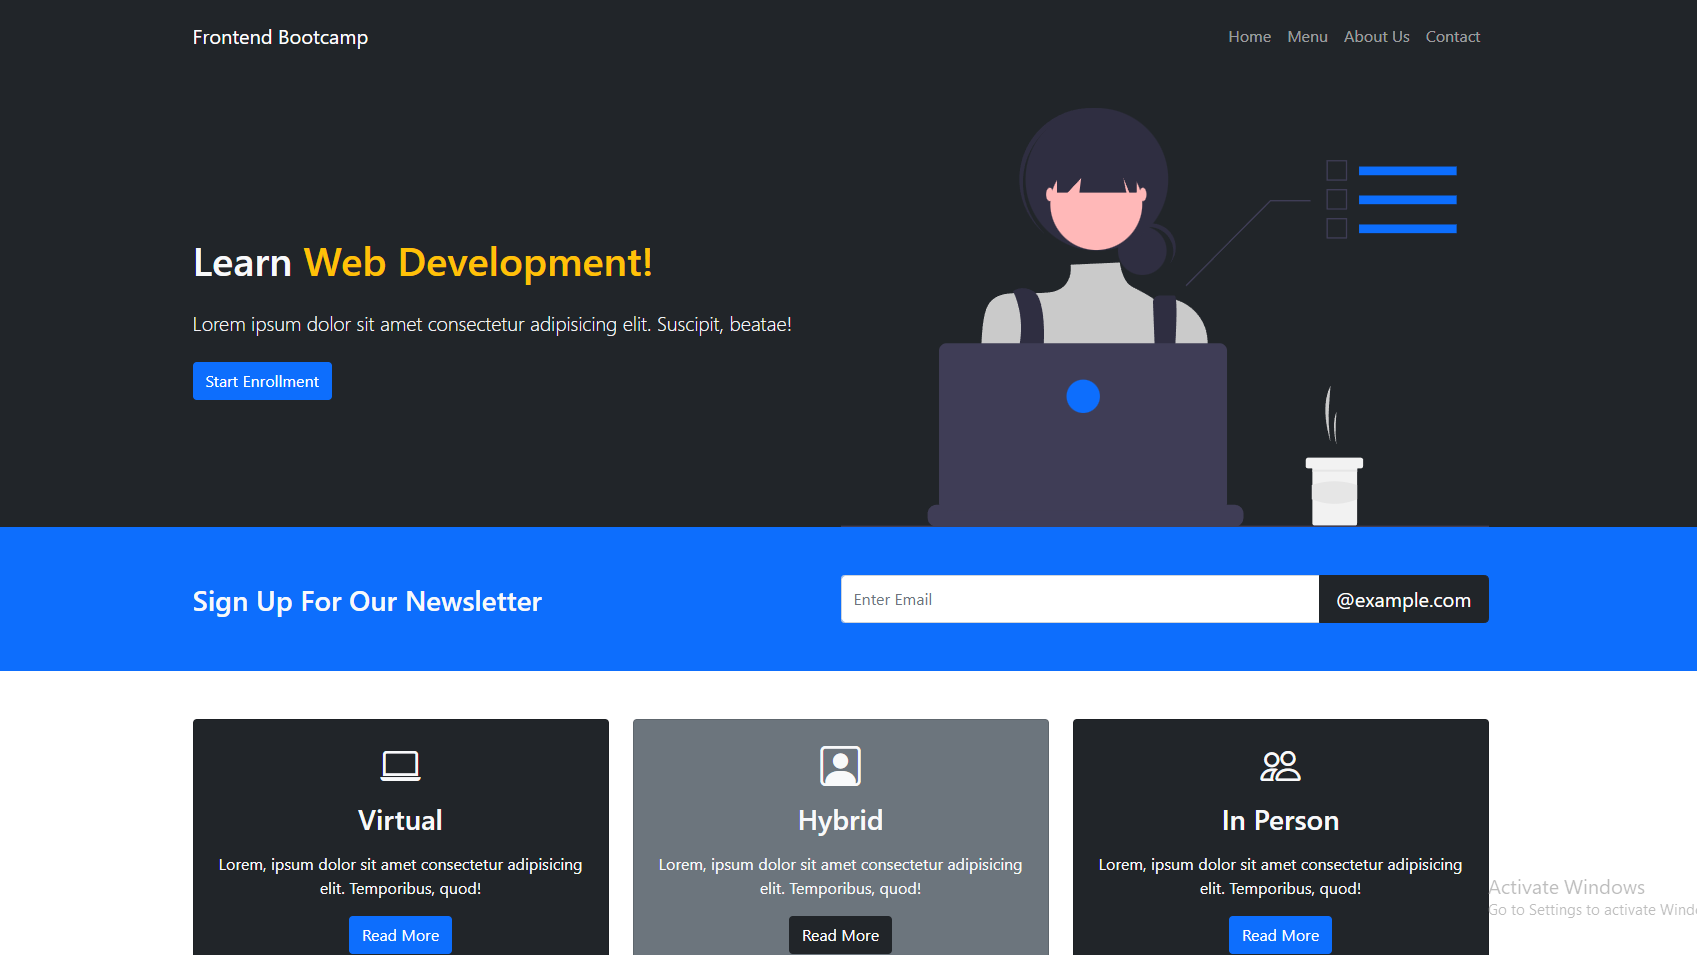 Frontend Bootcamp
Home Menu About Us Contact
Learn Web Development!
Lorem ipsum dolor sit amet consectetur adipisicing elit. Suscipit, beatae!
Start Enrollment
Sign Up For Our Newsletter
Enter Email
@example.com
Virtual
Lorem, ipsum dolor sit amet consectetur adipisicing
elit. Temporibus, quod!
Read More
Hybrid
Lorem, ipsum dolor sit amet consectetur adipisicing
elit. Temporibus, quod!
Read More
In Person
Lorem, ipsum dolor sit amet consectetur adipisicing
elit. Temporibus, quod!
Read More
Activate Windows
Go to Settings to activate